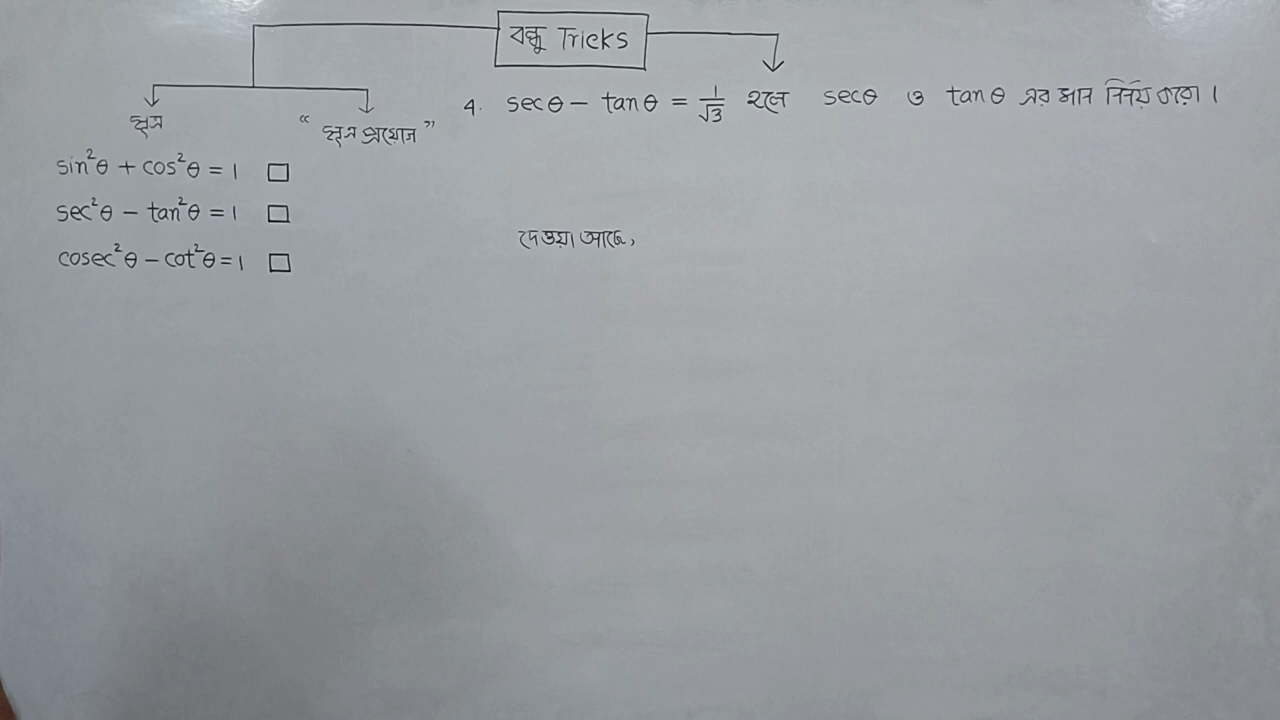 বন্ধু Tricks
সূত্র
“সূত্র প্রয়োগ”
sin²θ + cos²θ = 1
sec²θ − tan²θ = 1
cosec²θ − cot²θ = 1
4. secθ − tanθ = 1/√3 হলে secθ ও tanθ এর মান নির্ণয় করো।
দেওয়া আছে,